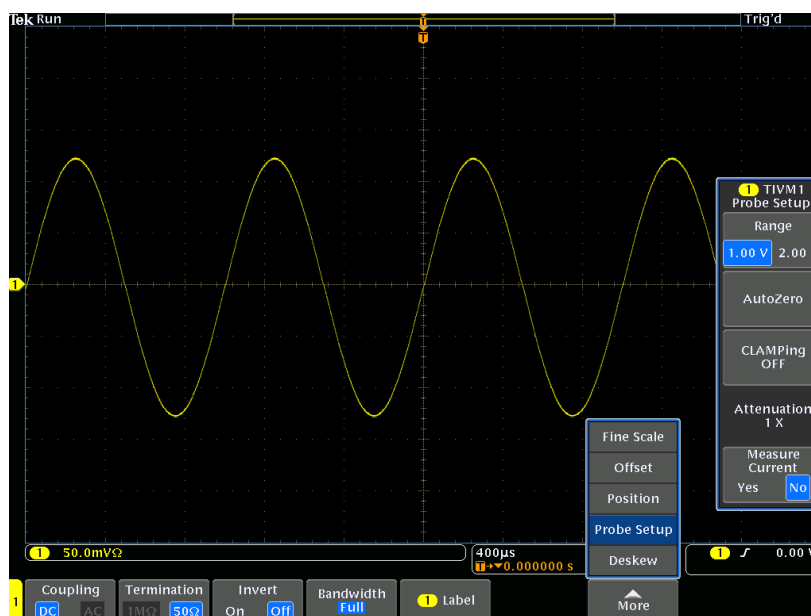 Tek Run Trig'd
T
T
1 TIVM1
Probe Setup
Range
1.00 V 2.00
AutoZero
1
CLAMPing
OFF
Attenuation
1 X
Measure
Current
Yes No
Fine Scale
Offset
Position
Probe Setup
Deskew
1 50.0mVΩ
400µs
T→▼0.000000 s
1 0.00 V
1
Coupling
DC AC
Termination
1MΩ 50Ω
Invert
On Off
Bandwidth
Full
1 Label
More